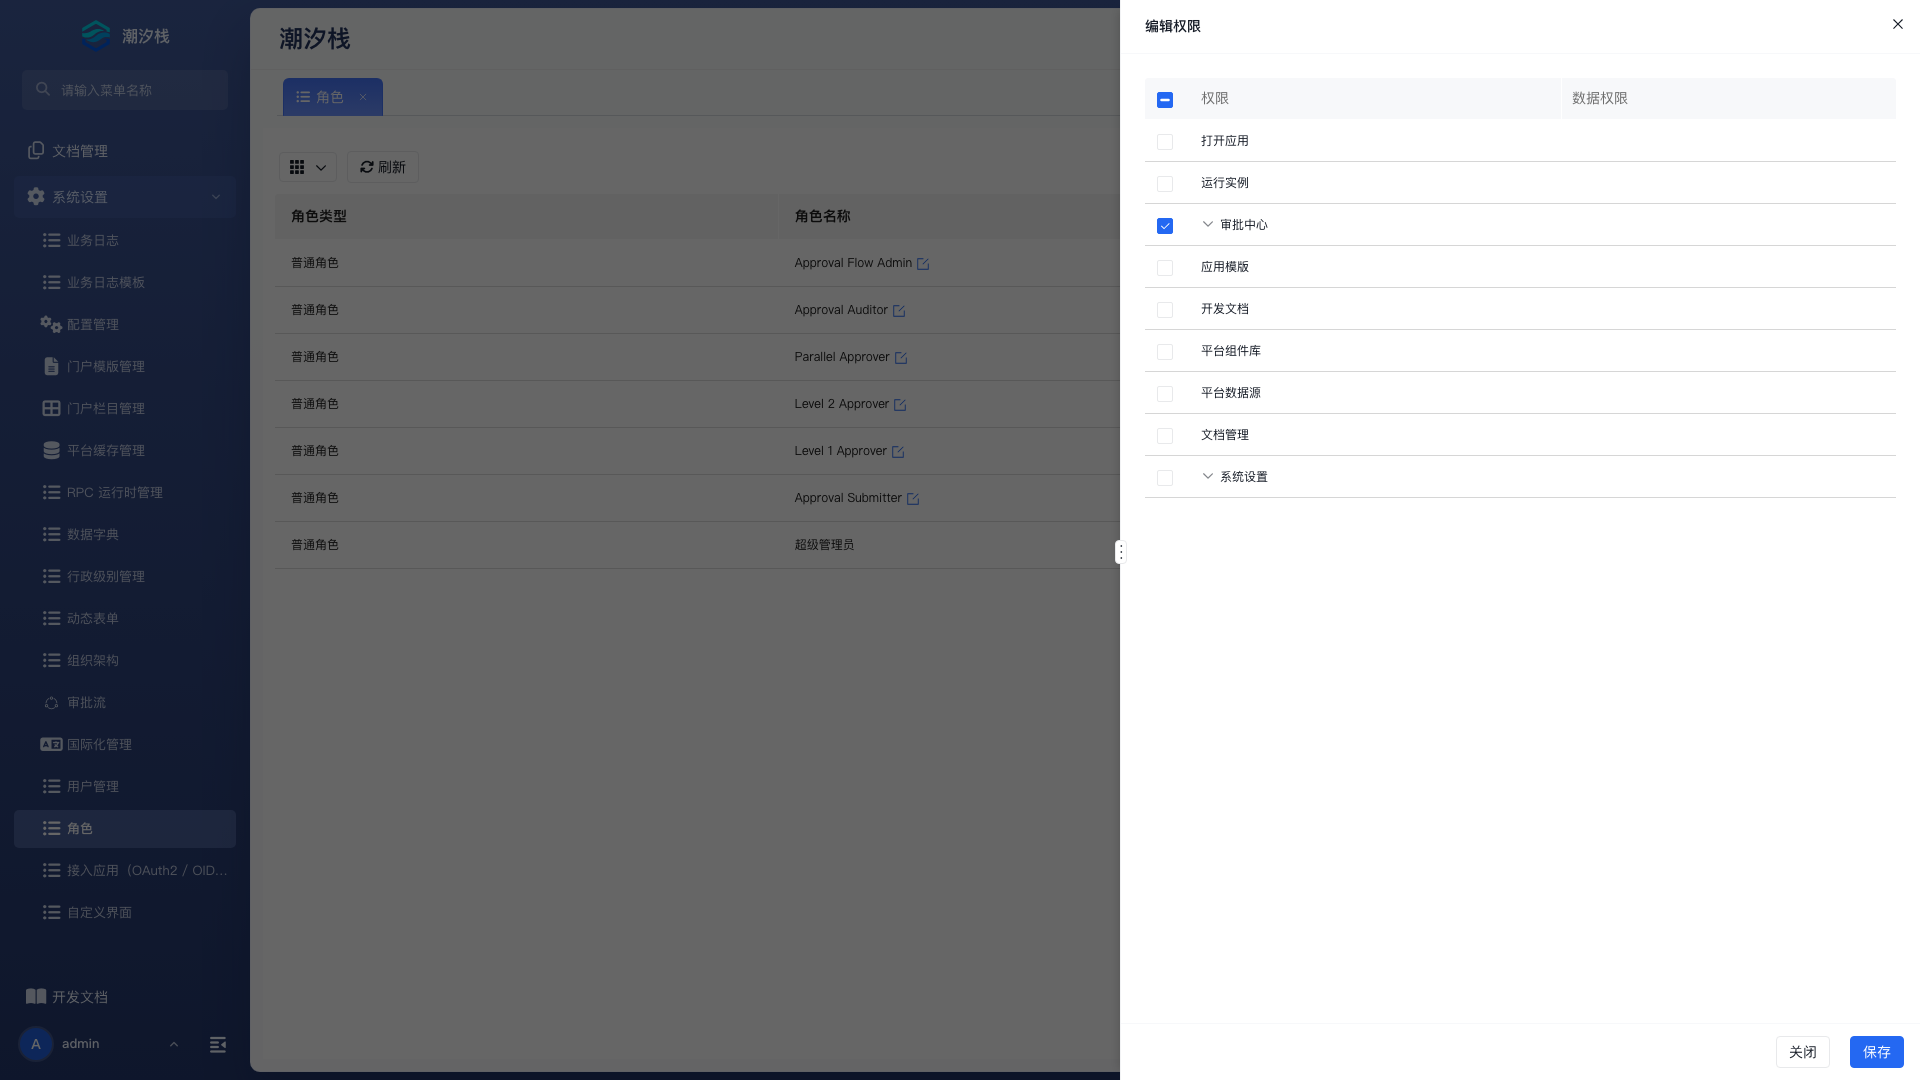 潮汐栈
请输入菜单名称
文档管理
系统设置
业务日志
业务日志模板
配置管理
门户模版管理
门户栏目管理
平台缓存管理
RPC 运行时管理
数据字典
行政级别管理
动态表单
组织架构
审批流
国际化管理
用户管理
角色
接入应用（OAuth2 / OID...
自定义界面
开发文档
A admin
潮汐栈
角色
刷新
角色类型 角色名称
普通角色 Approval Flow Admin
普通角色 Approval Auditor
普通角色 Parallel Approver
普通角色 Level 2 Approver
普通角色 Level 1 Approver
普通角色 Approval Submitter
普通角色 超级管理员
编辑权限
权限 数据权限
打开应用
运行实例
审批中心
应用模版
开发文档
平台组件库
平台数据源
文档管理
系统设置
关闭 保存